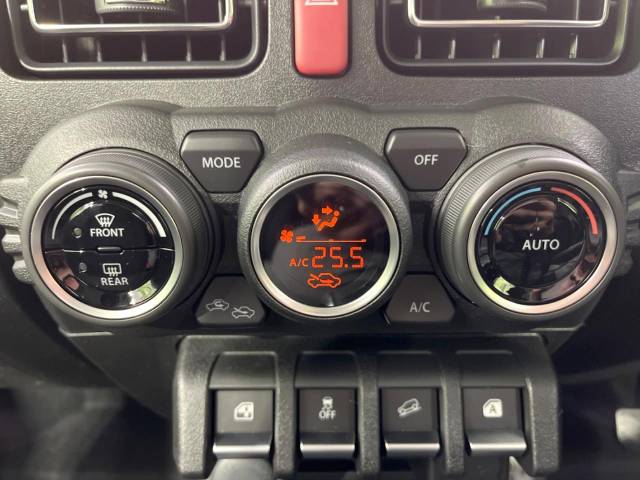 MODE
OFF
FRONT
REAR
A/C 25.5
AUTO
A/C
OFF
A